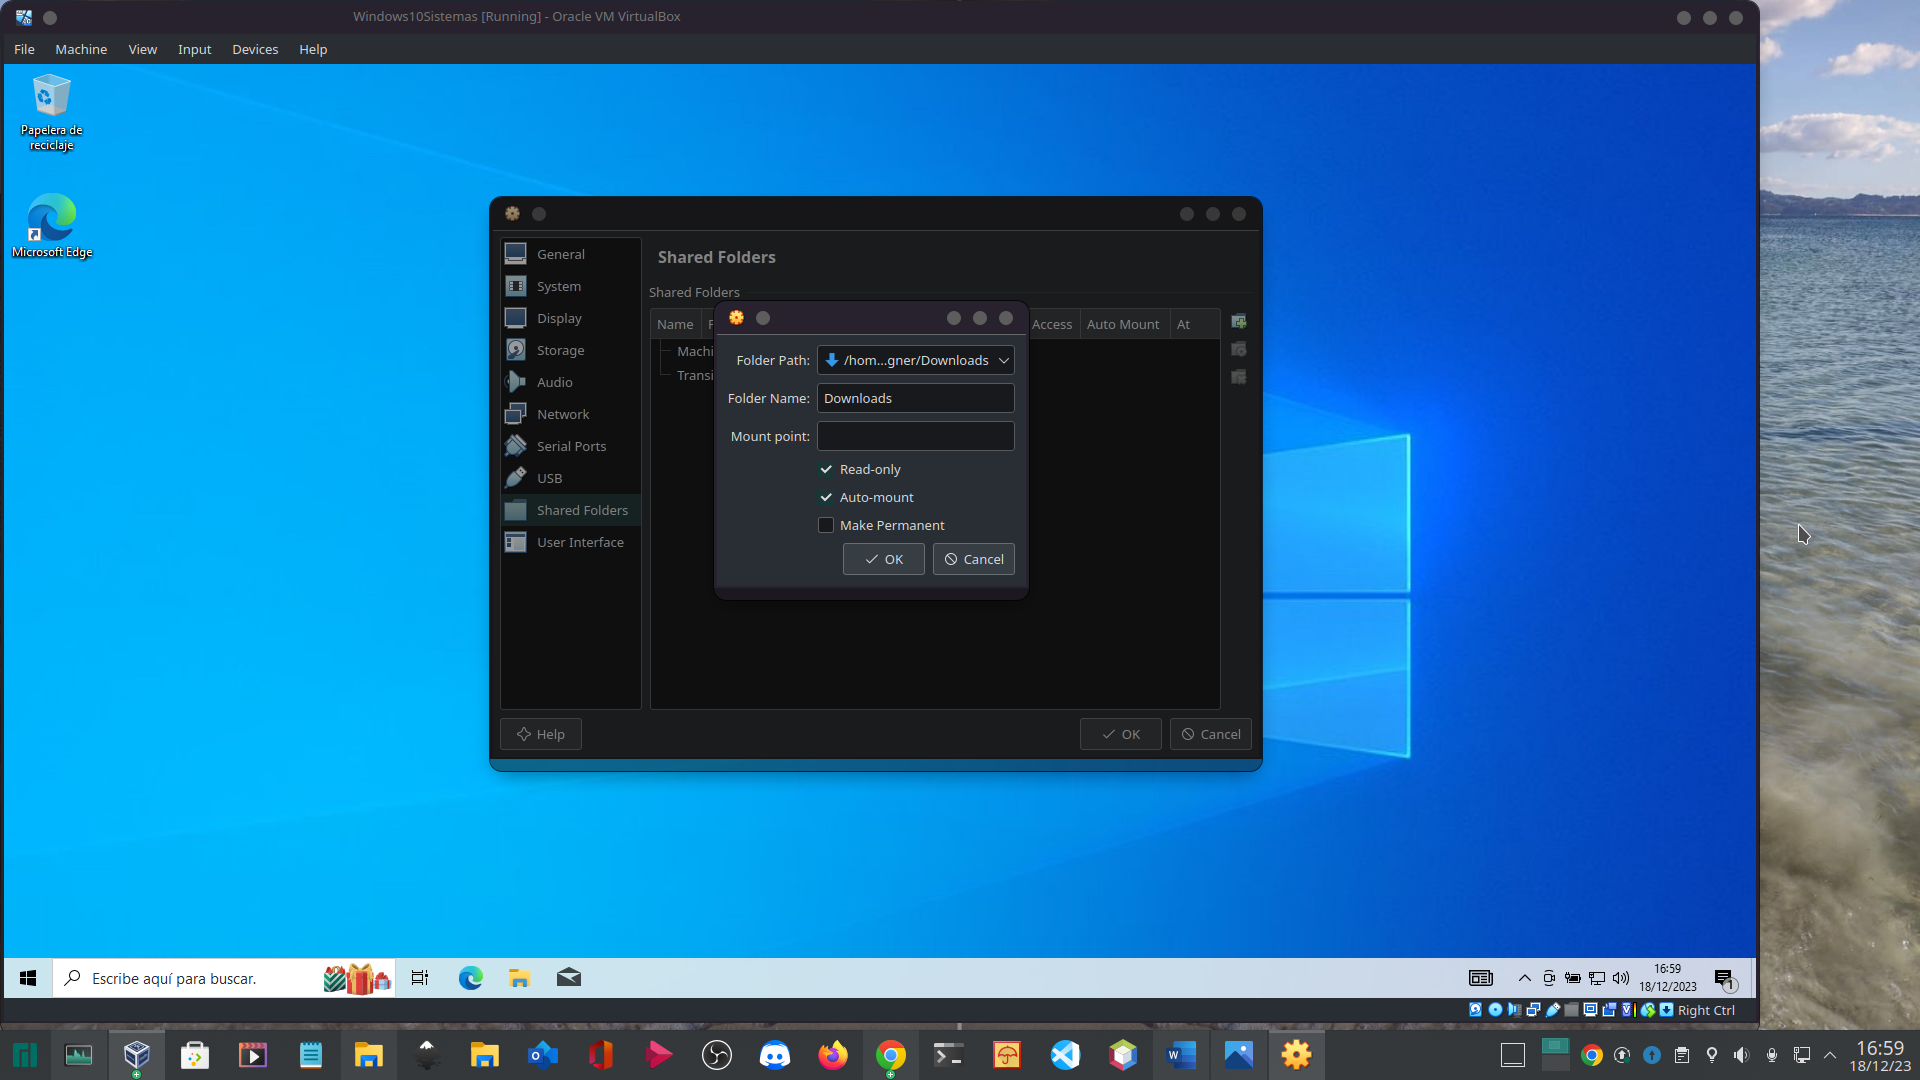 Windows10Sistemas [Running] - Oracle VM VirtualBox
File Machine View Input Devices Help
Papelera de
reciclaje
Microsoft Edge
General
System
Display
Storage
Audio
Network
Serial Ports
USB
Shared Folders
User Interface
Shared Folders
Shared Folders
Name Access Auto Mount At
Machi
Transi
Folder Path: /hom...gner/Downloads
Folder Name: Downloads
Mount point:
Read-only
Auto-mount
Make Permanent
OK Cancel
Help OK Cancel
Escribe aquí para buscar.
16:59
18/12/2023
1
Right Ctrl
16:59
18/12/23